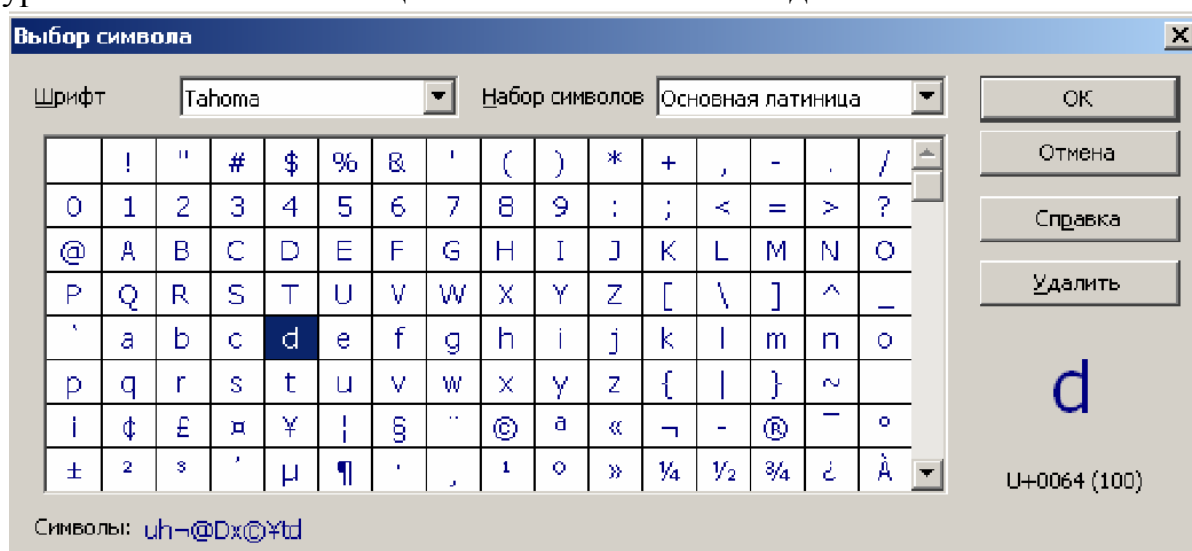 Выбор символа
Шрифт Tahoma Набор символов Основная латиница ОК
! " # $ % & ' ( ) * + , - . / Отмена
0 1 2 3 4 5 6 7 8 9 : ; < = > ? Справка
@ A B C D E F G H I J K L M N O
P Q R S T U V W X Y Z [ \ ] ^ _ Удалить
` a b c d e f g h i j k l m n o
p q r s t u v w x y z { | } ~
¡ ¢ £ ¤ ¥ ¦ § ¨ © ª « ¬ - ® ¯ ° d
± ² ³ ´ µ ¶ · ¸ ¹ º » ¼ ½ ¾ ¿ À U+0064 (100)
Символы: uh¬@Dx©¥td